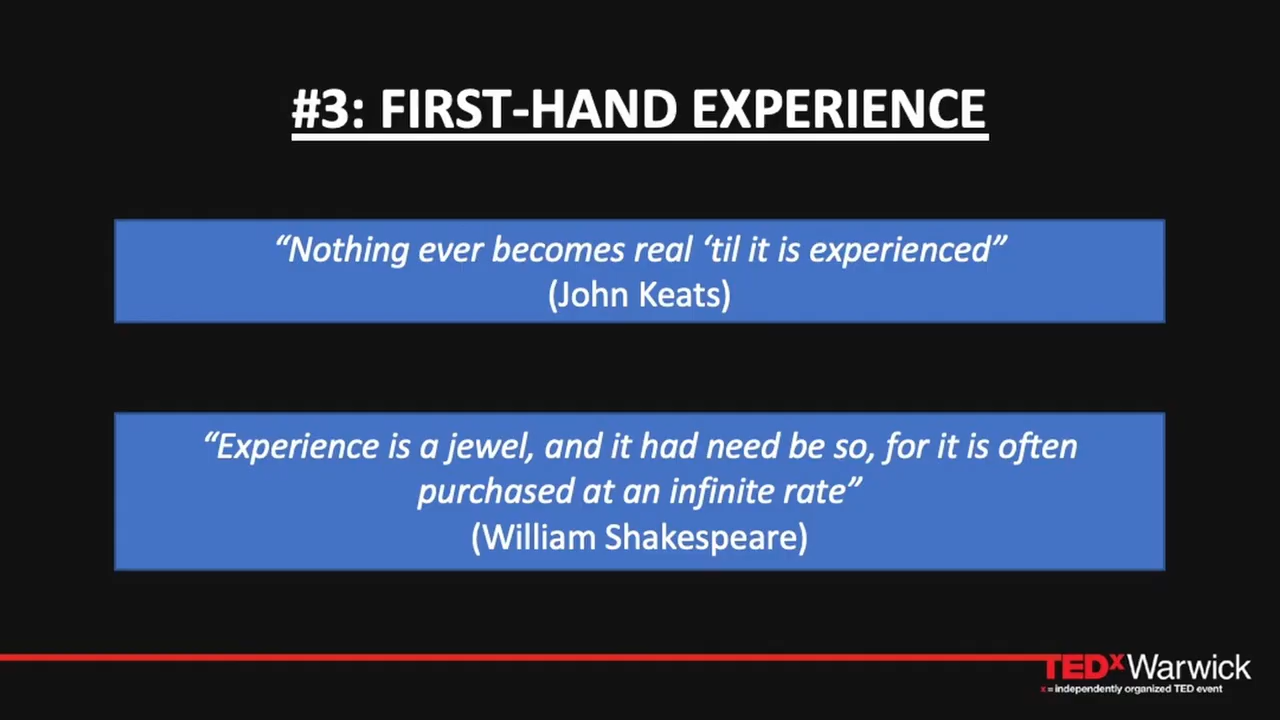 #3: FIRST-HAND EXPERIENCE
“Nothing ever becomes real ‘til it is experienced”
(John Keats)
“Experience is a jewel, and it had need be so, for it is often
purchased at an infinite rate”
(William Shakespeare)
TEDxWarwick
x = independently organized TED event